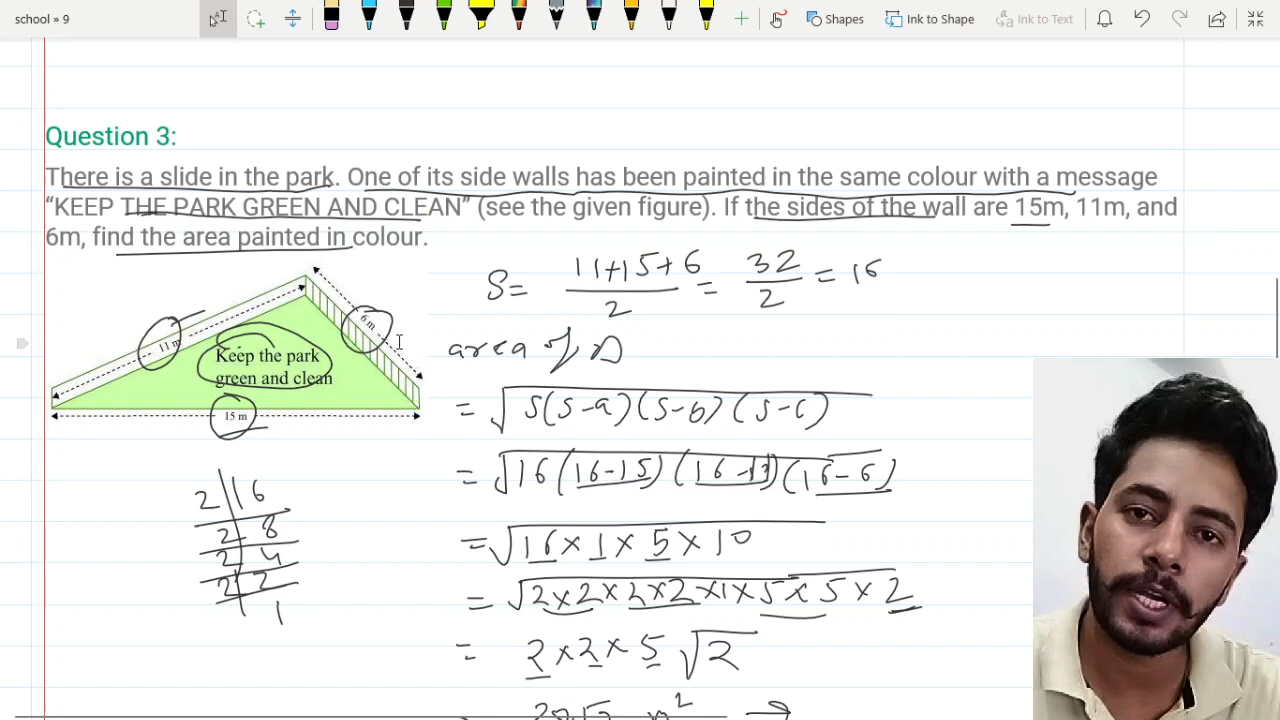 school » 9
Shapes
Ink to Shape
Ink to Text
Question 3:
There is a slide in the park. One of its side walls has been painted in the same colour with a message
“KEEP THE PARK GREEN AND CLEAN” (see the given figure). If the sides of the wall are 15m, 11m, and
6m, find the area painted in colour.
11 m
6 m
Keep the park
green and clean
15 m
S= 11+15+6/2 = 32/2 = 16
area of Δ
= √s(s-a)(s-b)(s-c)
= √16(16-15)(16-11)(16-6)
= √16×1×5×10
= √2×2×2×2×1×5×5×2
= 2×2×5√2
2 16
2 8
2 4
2 2
1